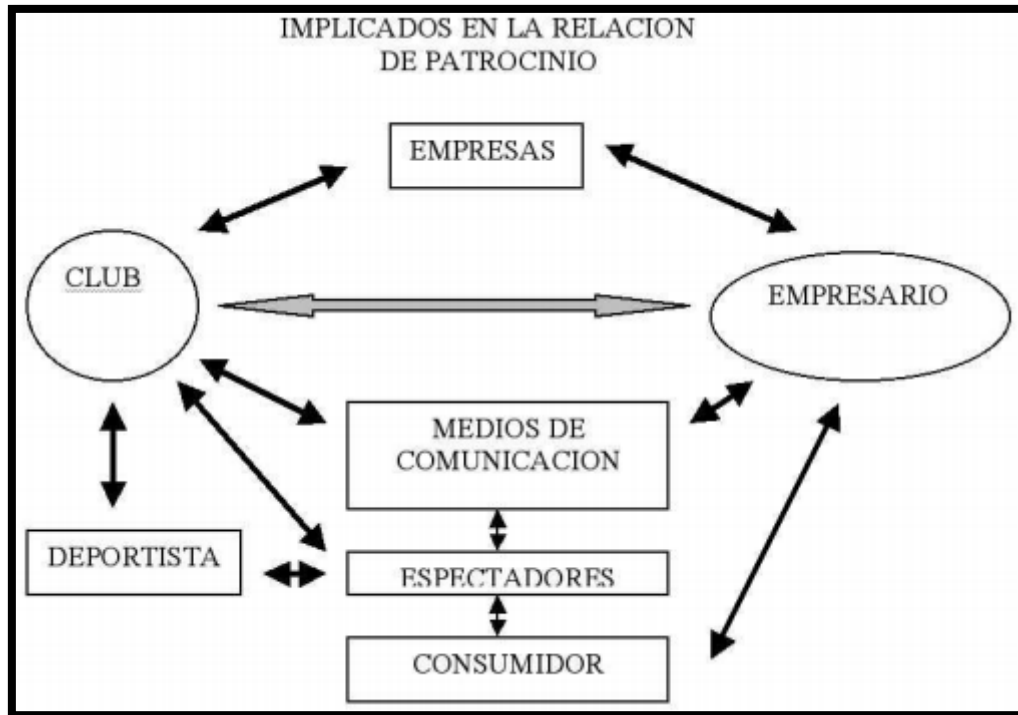 IMPLICADOS EN LA RELACION
DE PATROCINIO
EMPRESAS
CLUB
EMPRESARIO
MEDIOS DE
COMUNICACION
DEPORTISTA
ESPECTADORES
CONSUMIDOR